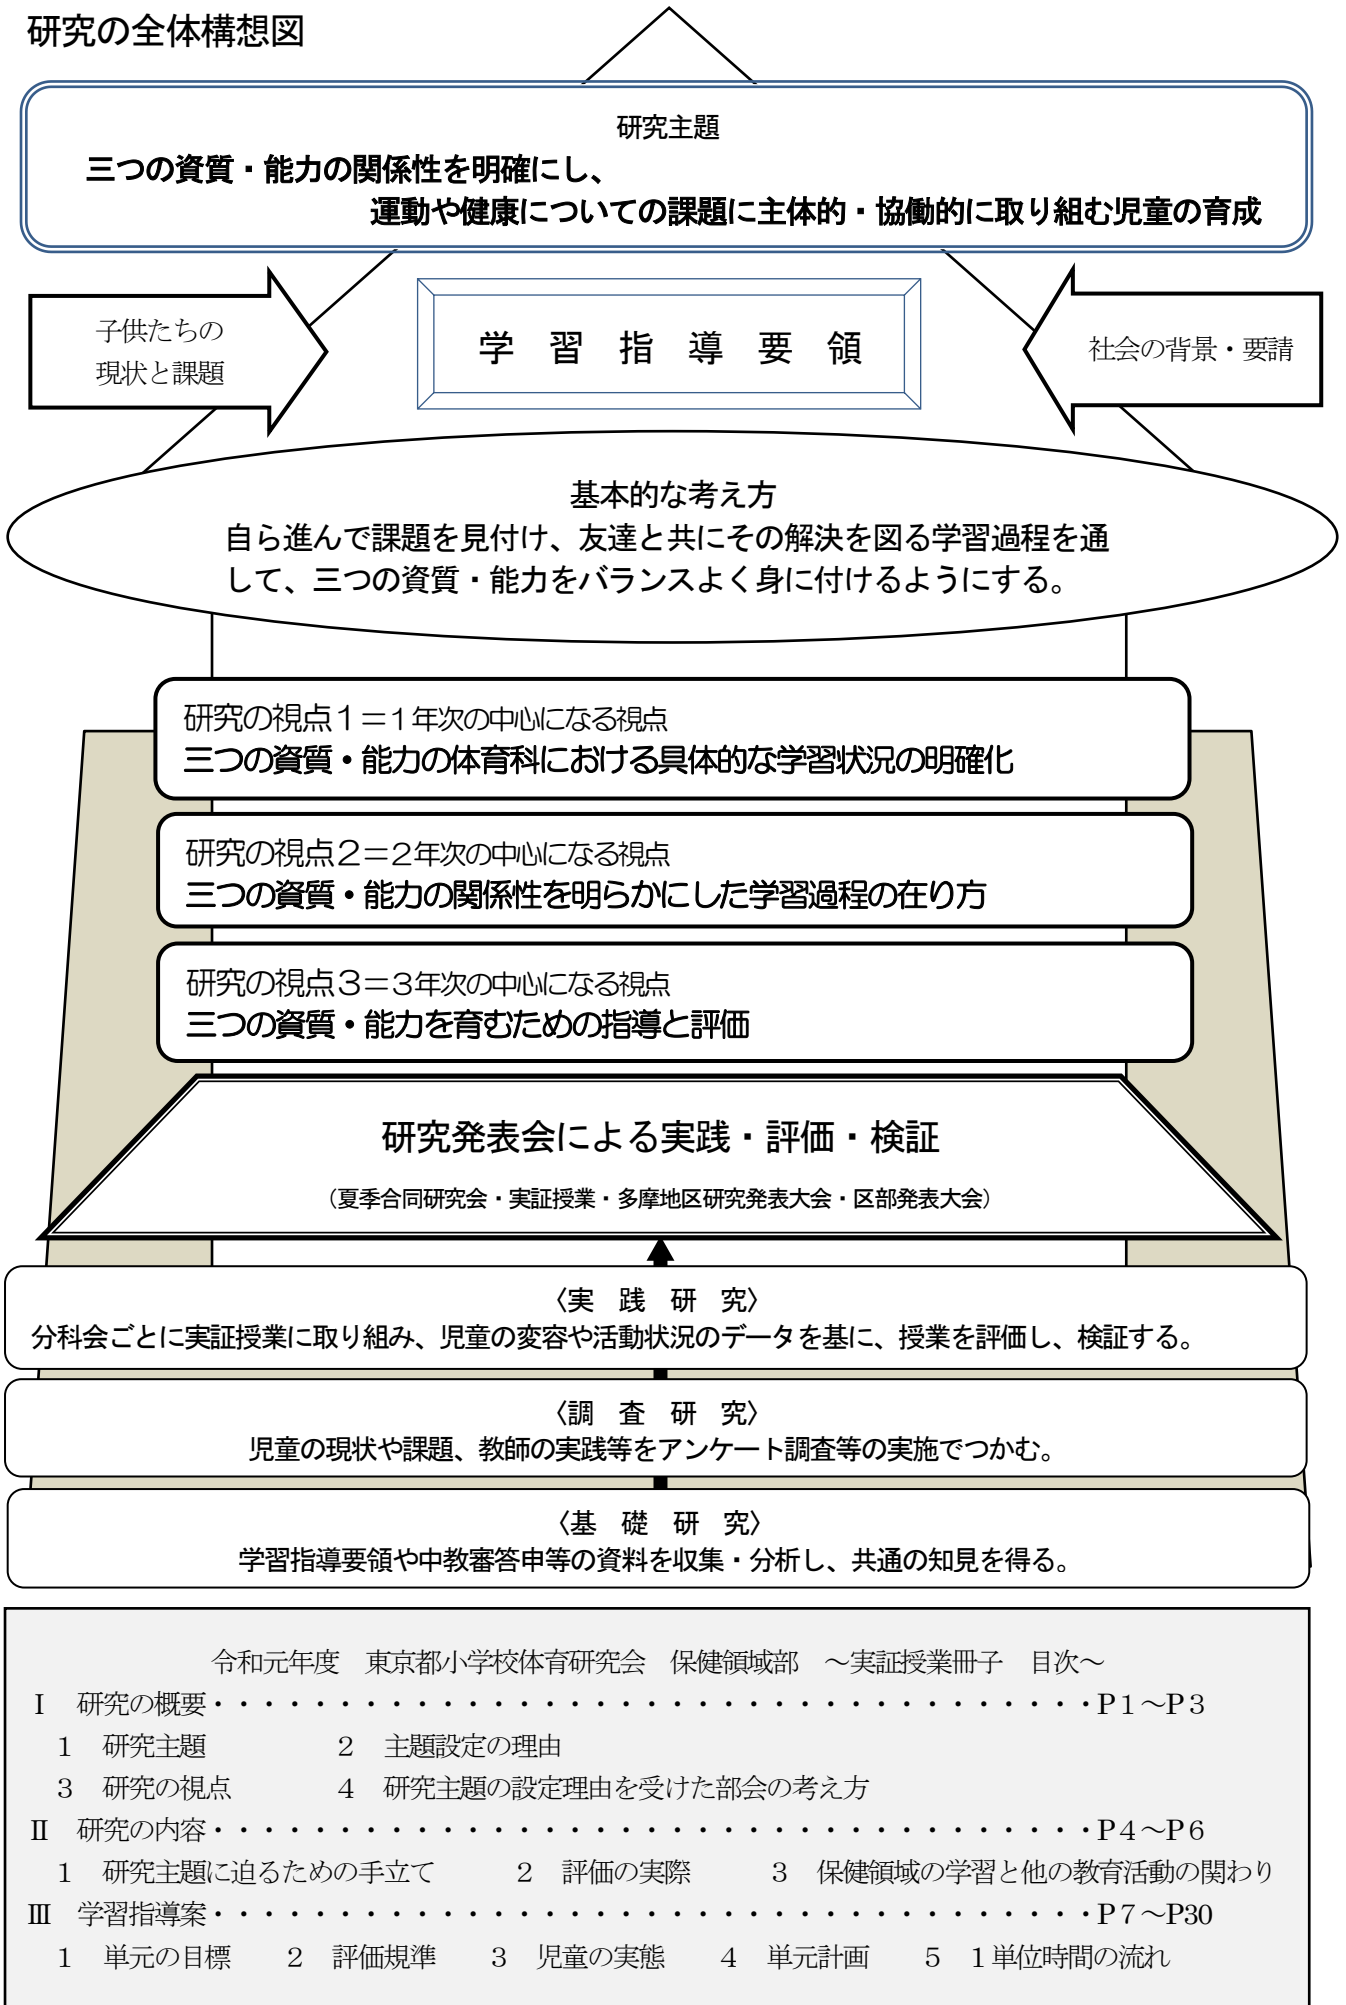 研究の全体構想図
研究主題
三つの資質・能力の関係性を明確にし、
運動や健康についての課題に主体的・協働的に取り組む児童の育成
子供たちの
現状と課題
学 習 指 導 要 領
社会の背景・要請
基本的な考え方
自ら進んで課題を見付け、友達と共にその解決を図る学習過程を通
して、三つの資質・能力をバランスよく身に付けるようにする。
研究の視点1＝1年次の中心になる視点
三つの資質・能力の体育科における具体的な学習状況の明確化
研究の視点2＝2年次の中心になる視点
三つの資質・能力の関係性を明らかにした学習過程の在り方
研究の視点3＝3年次の中心になる視点
三つの資質・能力を育むための指導と評価
研究発表会による実践・評価・検証
（夏季合同研究会・実証授業・多摩地区研究発表大会・区部発表大会）
〈実 践 研 究〉
分科会ごとに実証授業に取り組み、児童の変容や活動状況のデータを基に、授業を評価し、検証する。
〈調 査 研 究〉
児童の現状や課題、教師の実践等をアンケート調査等の実施でつかむ。
〈基 礎 研 究〉
学習指導要領や中教審答申等の資料を収集・分析し、共通の知見を得る。
令和元年度　東京都小学校体育研究会　保健領域部　～実証授業冊子　目次～
Ⅰ　研究の概要・・・・・・・・・・・・・・・・・・・・・・・・・・・・・・・・・・・P１～P３
１　研究主題　　　　　２　主題設定の理由
３　研究の視点　　　　４　研究主題の設定理由を受けた部会の考え方
Ⅱ　研究の内容・・・・・・・・・・・・・・・・・・・・・・・・・・・・・・・・・・・P４～P６
１　研究主題に迫るための手立て　　　２　評価の実際　　　３　保健領域の学習と他の教育活動の関わり
Ⅲ　学習指導案・・・・・・・・・・・・・・・・・・・・・・・・・・・・・・・・・・・P７～P30
１　単元の目標　　２　評価規準　　３　児童の実態　　４　単元計画　　５　１単位時間の流れ